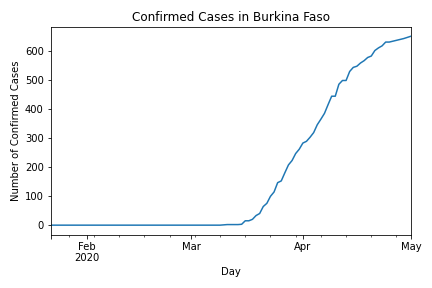 Confirmed Cases in Burkina Faso
Number of Confirmed Cases
600
500
400
300
200
100
0
Feb
2020
Mar
Apr
May
Day